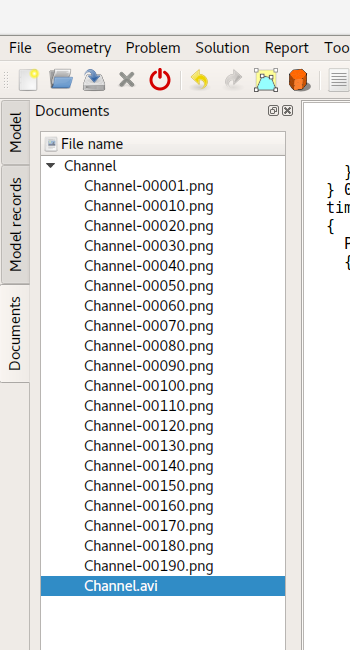 File Geometry Problem Solution Report Too
Documents
File name
Channel
Channel-00001.png
Channel-00010.png
Channel-00020.png
Channel-00030.png
Channel-00040.png
Channel-00050.png
Channel-00060.png
Channel-00070.png
Channel-00080.png
Channel-00090.png
Channel-00100.png
Channel-00110.png
Channel-00120.png
Channel-00130.png
Channel-00140.png
Channel-00150.png
Channel-00160.png
Channel-00170.png
Channel-00180.png
Channel-00190.png
Channel.avi
Model
Model records
Documents
}
} 0
tim
{
{